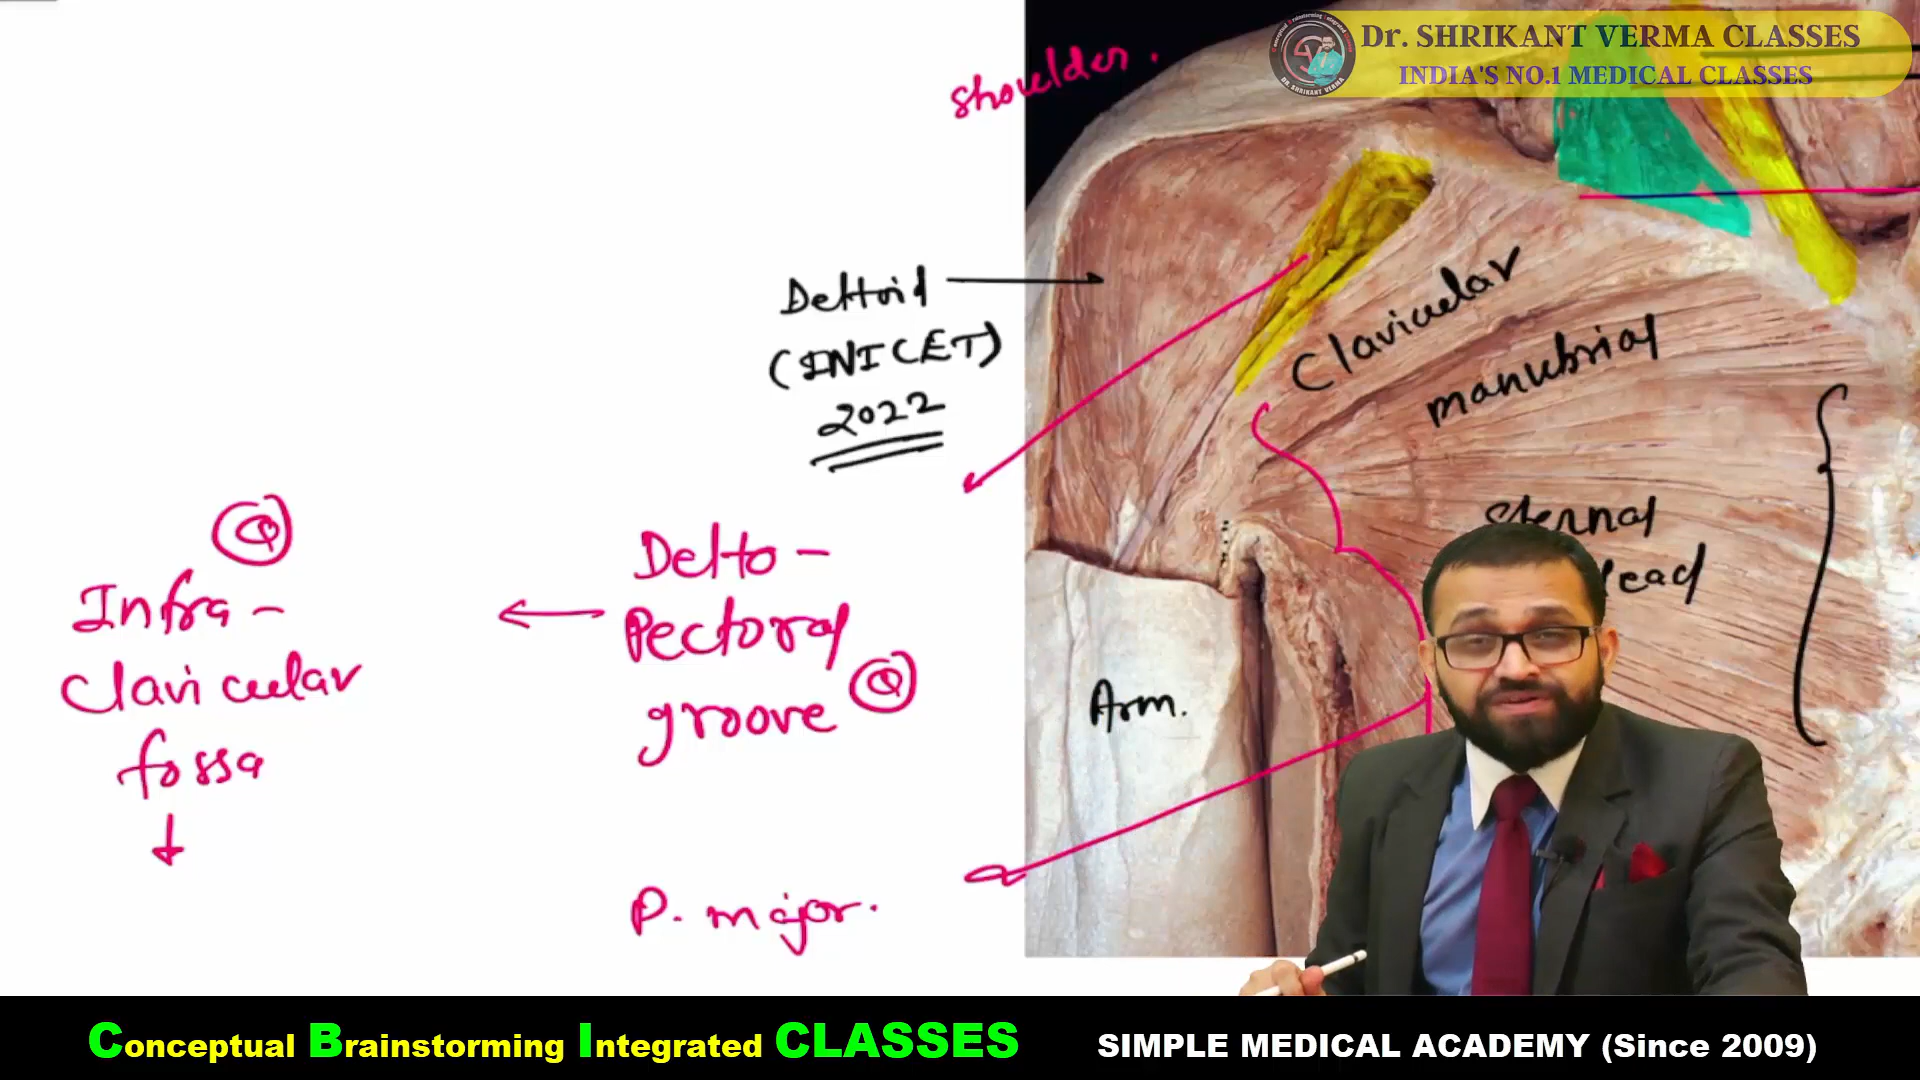 Dr. SHRIKANT VERMA CLASSES
INDIA'S NO.1 MEDICAL CLASSES
shoulder.
Deltoid
(INICET)
2022
Clavicular
manubrial
sternal
Head
Q
Infra-
clavicular
fossa
Delto-
Pectoral
groove Q
Arm.
P. major.
Conceptual Brainstorming Integrated CLASSES
SIMPLE MEDICAL ACADEMY (Since 2009)